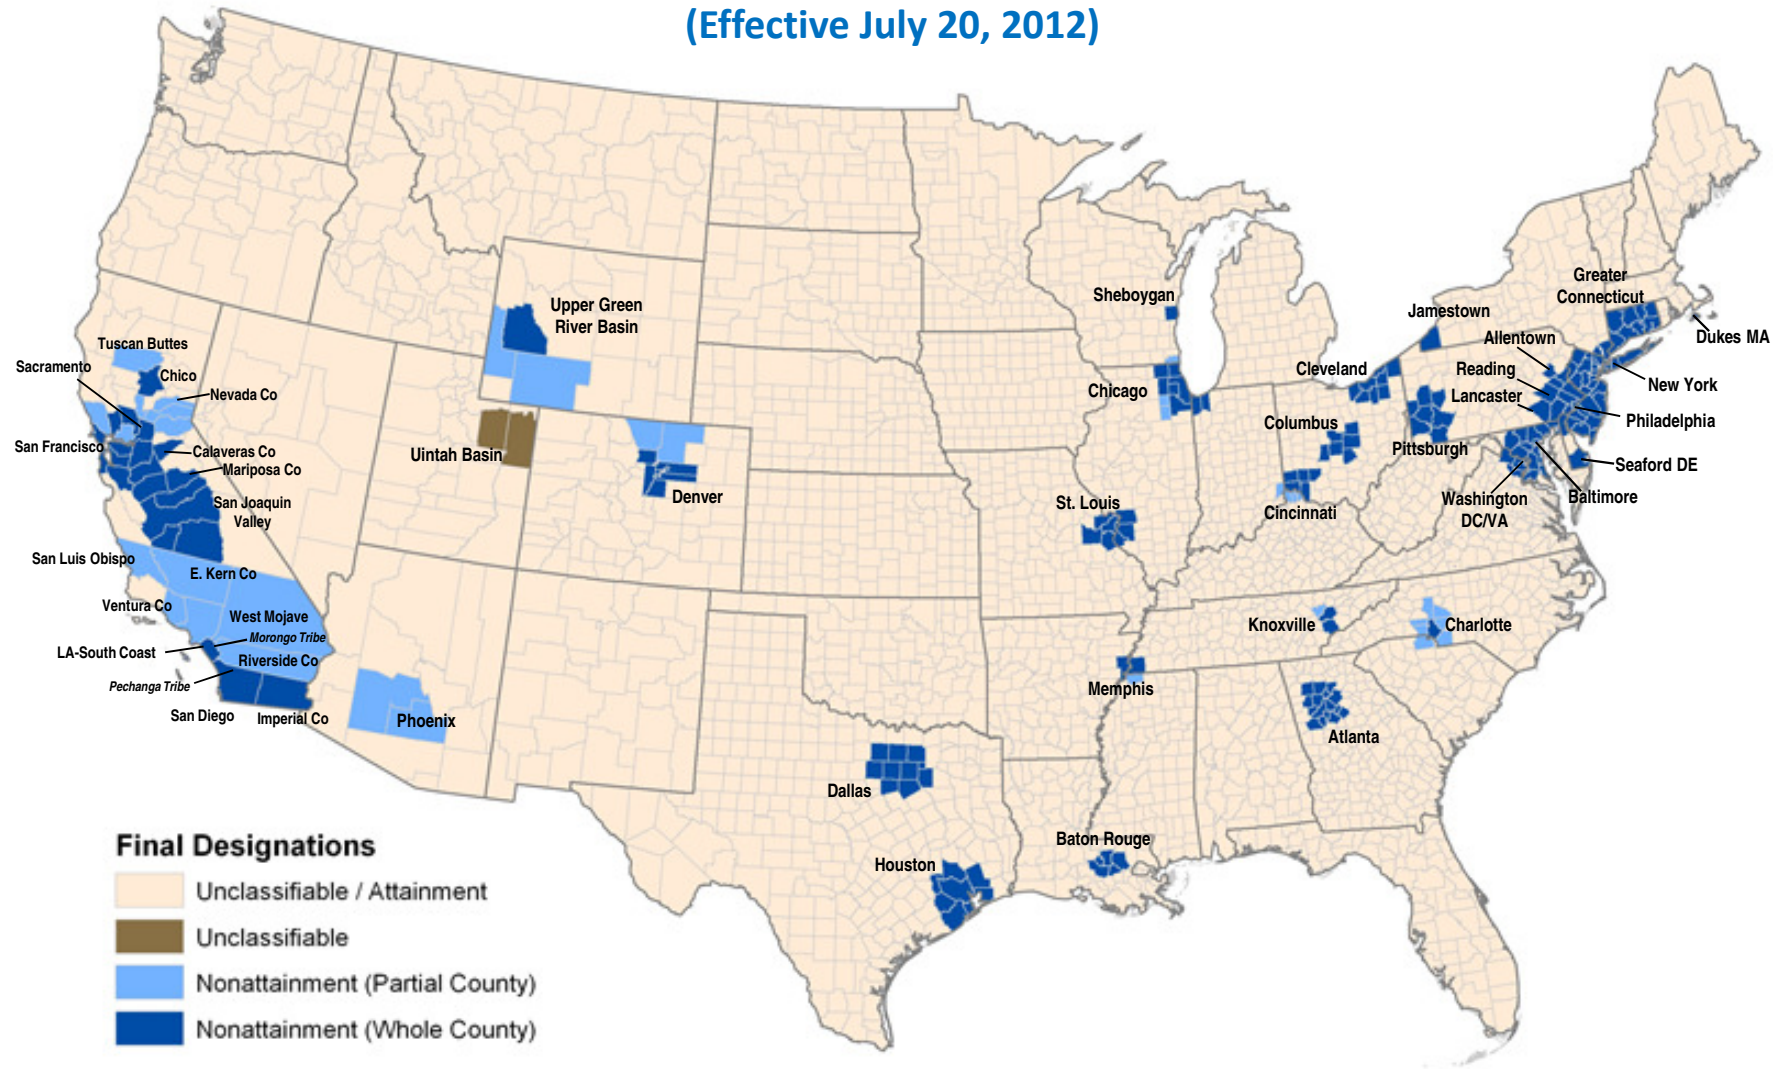 (Effective July 20, 2012)
Tuscan Buttes
Sacramento
Chico
Nevada Co
San Francisco
Calaveras Co
Mariposa Co
San Joaquin
Valley
San Luis Obispo
E. Kern Co
Ventura Co
West Mojave
Morongo Tribe
LA-South Coast
Riverside Co
Pechanga Tribe
San Diego
Imperial Co
Phoenix
Upper Green
River Basin
Uintah Basin
Denver
Dallas
Houston
Baton Rouge
St. Louis
Memphis
Sheboygan
Chicago
Cleveland
Columbus
Cincinnati
Knoxville
Charlotte
Atlanta
Jamestown
Greater
Connecticut
Dukes MA
Allentown
Reading
Lancaster
New York
Philadelphia
Pittsburgh
Seaford DE
Washington
DC/VA
Baltimore
Final Designations
Unclassifiable / Attainment
Unclassifiable
Nonattainment (Partial County)
Nonattainment (Whole County)